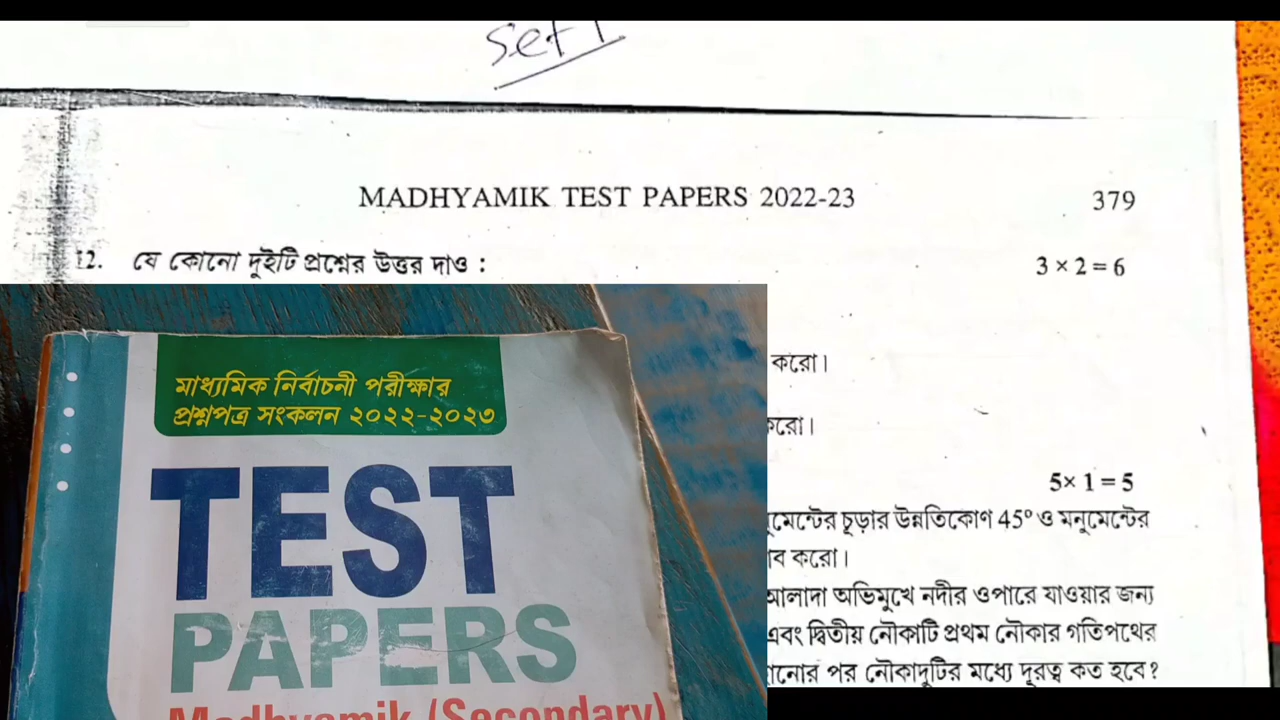 Set 1
MADHYAMIK TEST PAPERS 2022-23 379
12. যে কোনো দুইটি প্রশ্নের উত্তর দাও : 3 × 2 = 6
করো।
করো।
5× 1 = 5
চূড়ার উন্নতিকোণ 45° ও মনুমেন্টের
করো।
আলাদা অভিমুখে নদীর ওপারে যাওয়ার জন্য
এবং দ্বিতীয় নৌকাটি প্রথম নৌকার গতিপথের
পর নৌকাদুটির মধ্যে দূরত্ব কত হবে?
মাধ্যমিক নির্বাচনী পরীক্ষার
প্রশ্নপত্র সংকলন ২০২২-২০২৩
TEST
PAPERS
Madhyamik (Secondary)